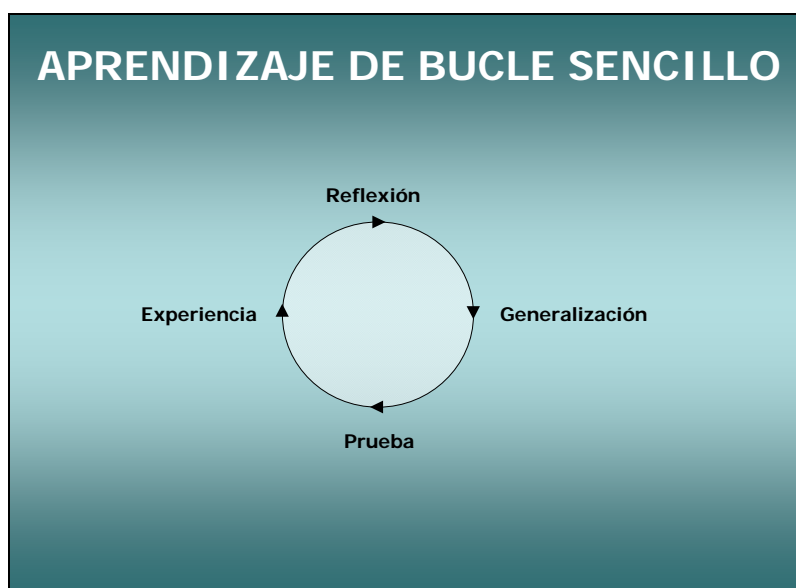 APRENDIZAJE DE BUCLE SENCILLO
Reflexión
Experiencia
Generalización
Prueba